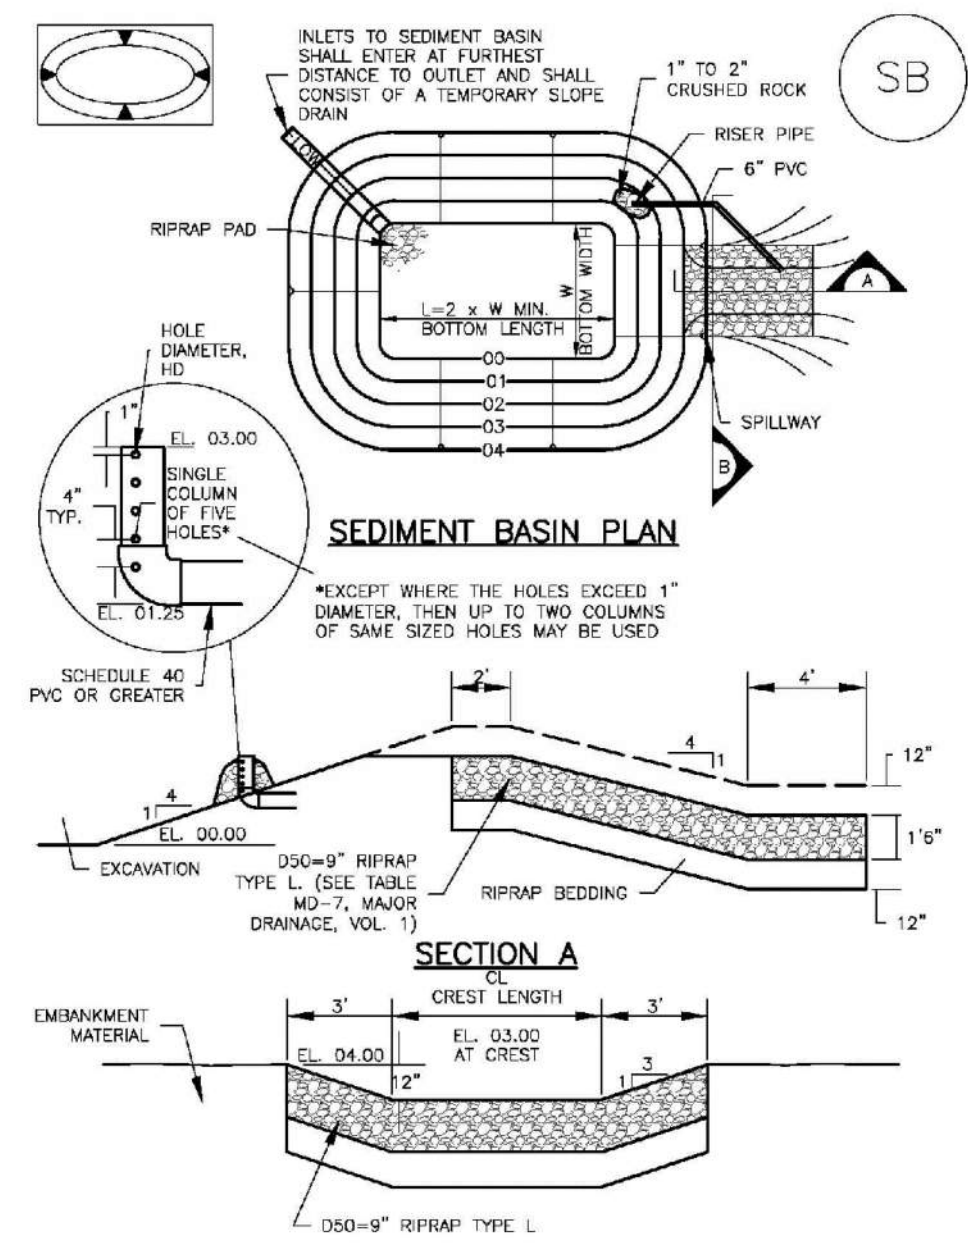 INLETS TO SEDIMENT BASIN
SHALL ENTER AT FURTHEST
DISTANCE TO OUTLET AND SHALL
CONSIST OF A TEMPORARY SLOPE
DRAIN
1" TO 2"
CRUSHED ROCK
SB
RISER PIPE
6" PVC
FLOW
RIPRAP PAD
A
W
BOTTOM WIDTH
L=2 x W MIN.
BOTTOM LENGTH
00
01
02
03
04
SPILLWAY
B
HOLE
DIAMETER,
HD
1"
EL. 03.00
SINGLE
COLUMN
OF FIVE
HOLES*
4"
TYP.
EL. 01.25
SEDIMENT BASIN PLAN
*EXCEPT WHERE THE HOLES EXCEED 1"
DIAMETER, THEN UP TO TWO COLUMNS
OF SAME SIZED HOLES MAY BE USED
SCHEDULE 40
PVC OR GREATER
2'
4'
4
1
12"
4
1
EL. 00.00
1'6"
EXCAVATION
D50=9" RIPRAP
TYPE L. (SEE TABLE
MD-7, MAJOR
DRAINAGE, VOL. 1)
RIPRAP BEDDING
12"
SECTION A
CL
CREST LENGTH
3'
3'
EMBANKMENT
MATERIAL
EL. 04.00
EL. 03.00
AT CREST
12"
3
1
D50=9" RIPRAP TYPE L